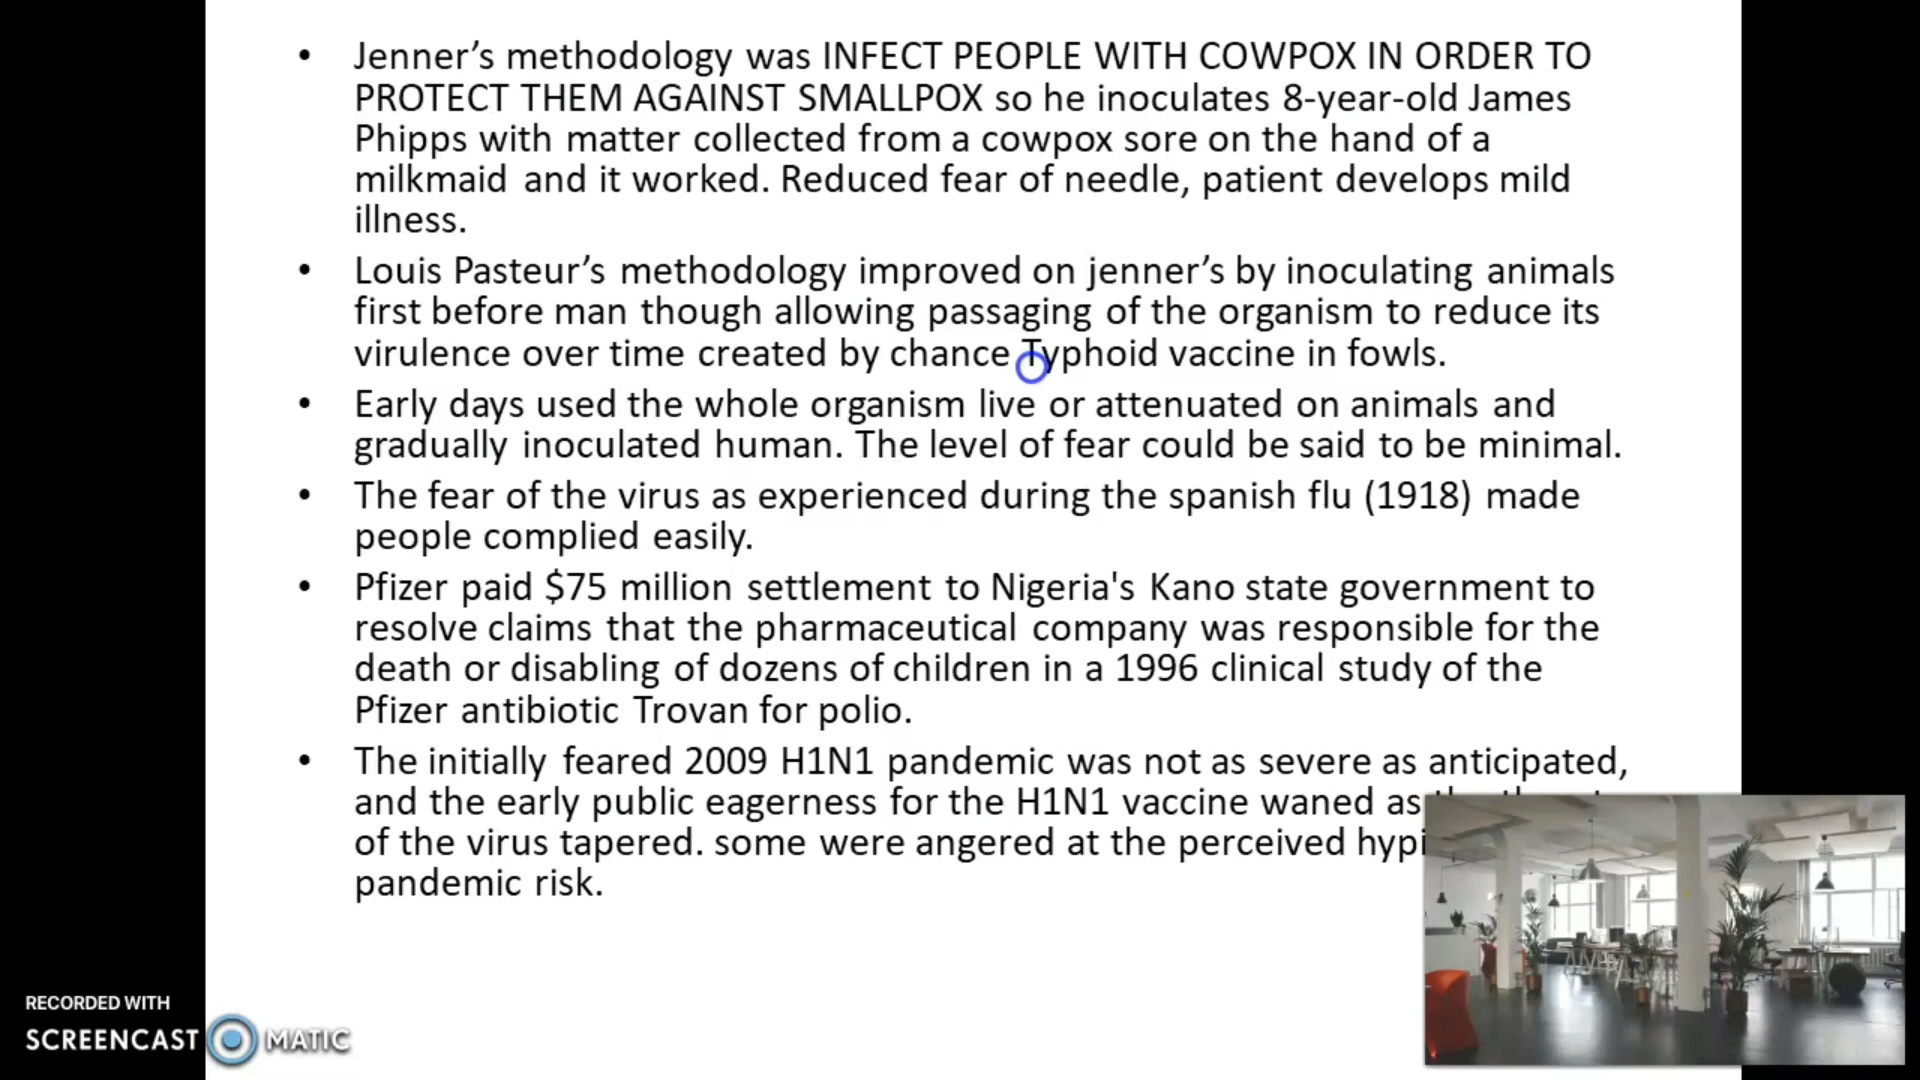 • Jenner’s methodology was INFECT PEOPLE WITH COWPOX IN ORDER TO
PROTECT THEM AGAINST SMALLPOX so he inoculates 8-year-old James
Phipps with matter collected from a cowpox sore on the hand of a
milkmaid and it worked. Reduced fear of needle, patient develops mild
illness.
• Louis Pasteur’s methodology improved on jenner’s by inoculating animals
first before man though allowing passaging of the organism to reduce its
virulence over time created by chance Typhoid vaccine in fowls.
• Early days used the whole organism live or attenuated on animals and
gradually inoculated human. The level of fear could be said to be minimal.
• The fear of the virus as experienced during the spanish flu (1918) made
people complied easily.
• Pfizer paid $75 million settlement to Nigeria's Kano state government to
resolve claims that the pharmaceutical company was responsible for the
death or disabling of dozens of children in a 1996 clinical study of the
Pfizer antibiotic Trovan for polio.
• The initially feared 2009 H1N1 pandemic was not as severe as anticipated,
and the early public eagerness for the H1N1 vaccine waned as
of the virus tapered. some were angered at the perceived
pandemic risk.
RECORDED WITH
SCREENCAST MATIC